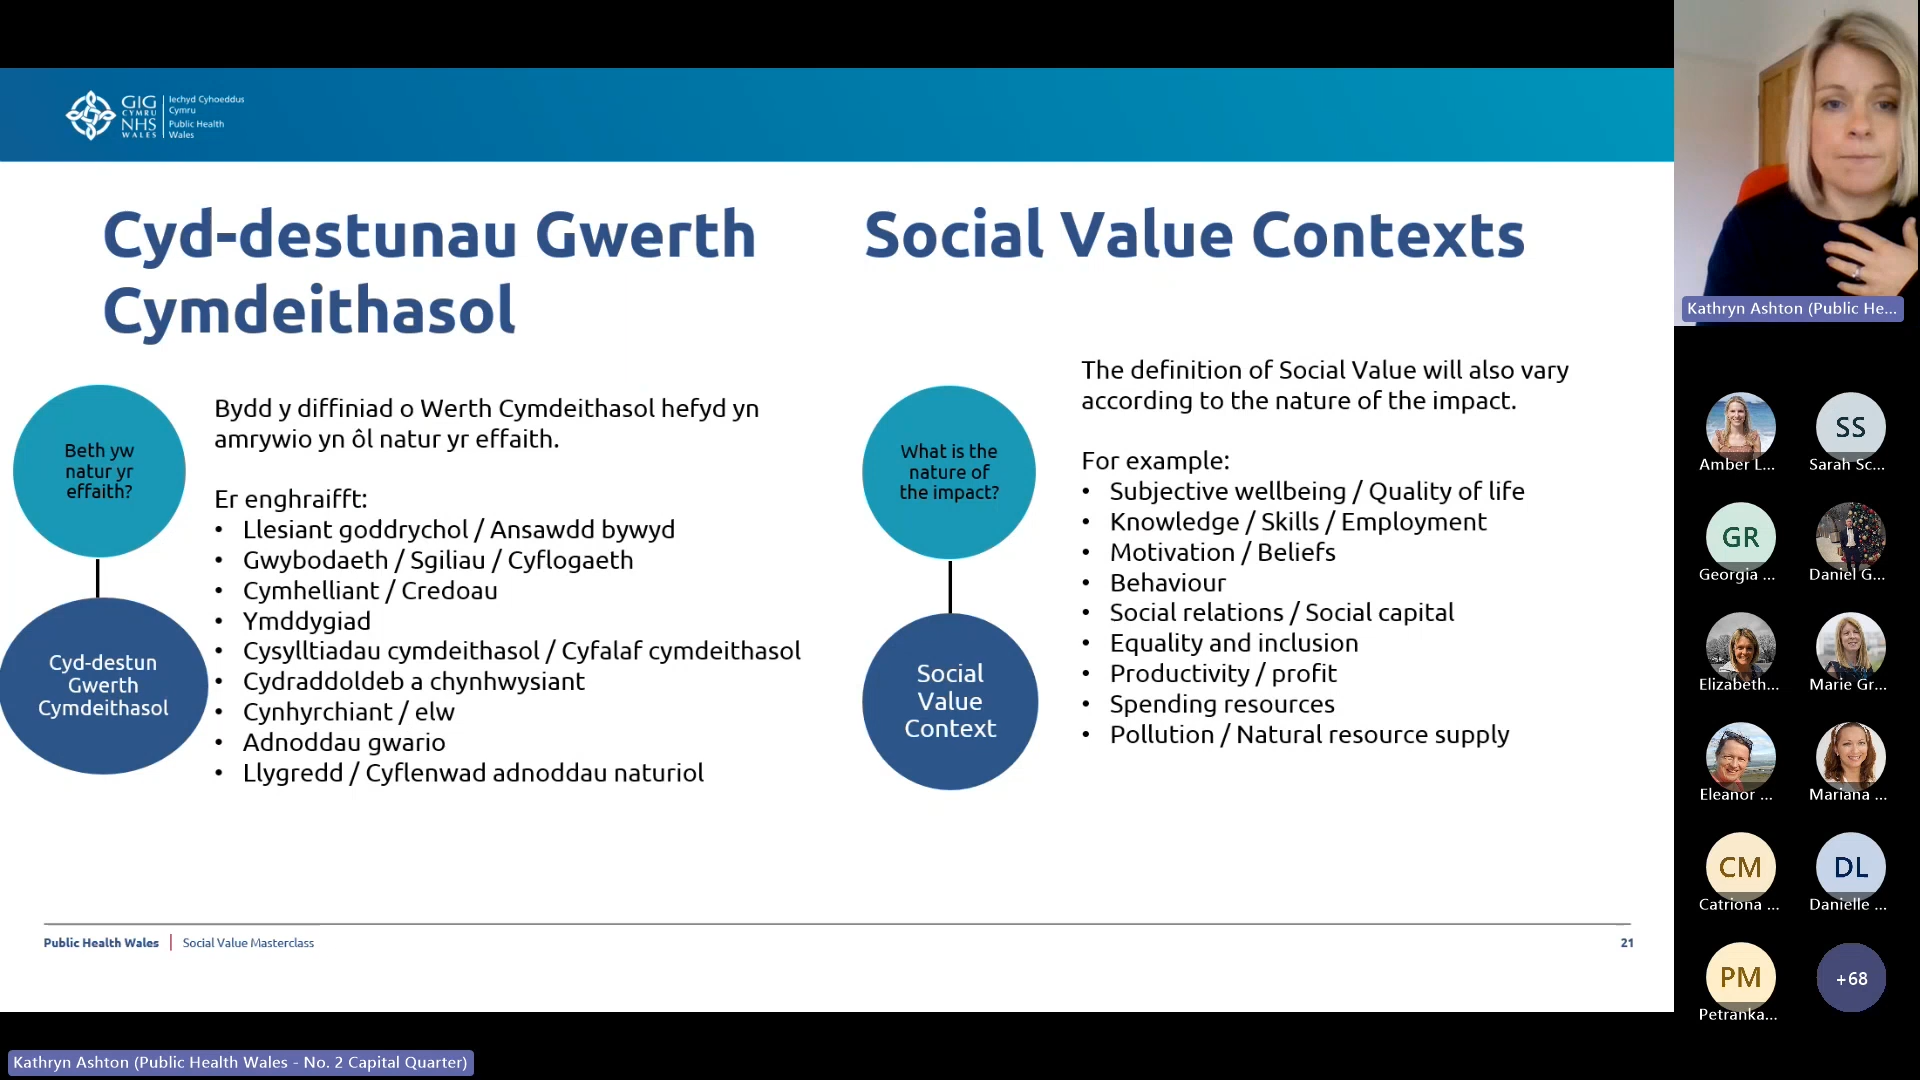 GIG
CYMRU
NHS
WALES
Iechyd Cyhoeddus
Cymru
Public Health
Wales
Cyd-destunau Gwerth
Cymdeithasol
Beth yw
natur yr
effaith?
Cyd-destun
Gwerth
Cymdeithasol
Bydd y diffiniad o Werth Cymdeithasol hefyd yn
amrywio yn ôl natur yr effaith.
Er enghraifft:
• Llesiant goddrychol / Ansawdd bywyd
• Gwybodaeth / Sgiliau / Cyflogaeth
• Cymhelliant / Credoau
• Ymddygiad
• Cysylltiadau cymdeithasol / Cyfalaf cymdeithasol
• Cydraddoldeb a chynhwysiant
• Cynhyrchiant / elw
• Adnoddau gwario
• Llygredd / Cyflenwad adnoddau naturiol
Social Value Contexts
What is the
nature of
the impact?
Social
Value
Context
The definition of Social Value will also vary
according to the nature of the impact.
For example:
• Subjective wellbeing / Quality of life
• Knowledge / Skills / Employment
• Motivation / Beliefs
• Behaviour
• Social relations / Social capital
• Equality and inclusion
• Productivity / profit
• Spending resources
• Pollution / Natural resource supply
Public Health Wales | Social Value Masterclass
21
Kathryn Ashton (Public He...
Amber L...
SS
Sarah Sc...
GR
Georgia ...
Daniel G...
Elizabeth...
Marie Gr...
Eleanor ...
Mariana ...
CM
Catriona ...
DL
Danielle ...
PM
Petranka...
+68
Kathryn Ashton (Public Health Wales - No. 2 Capital Quarter)